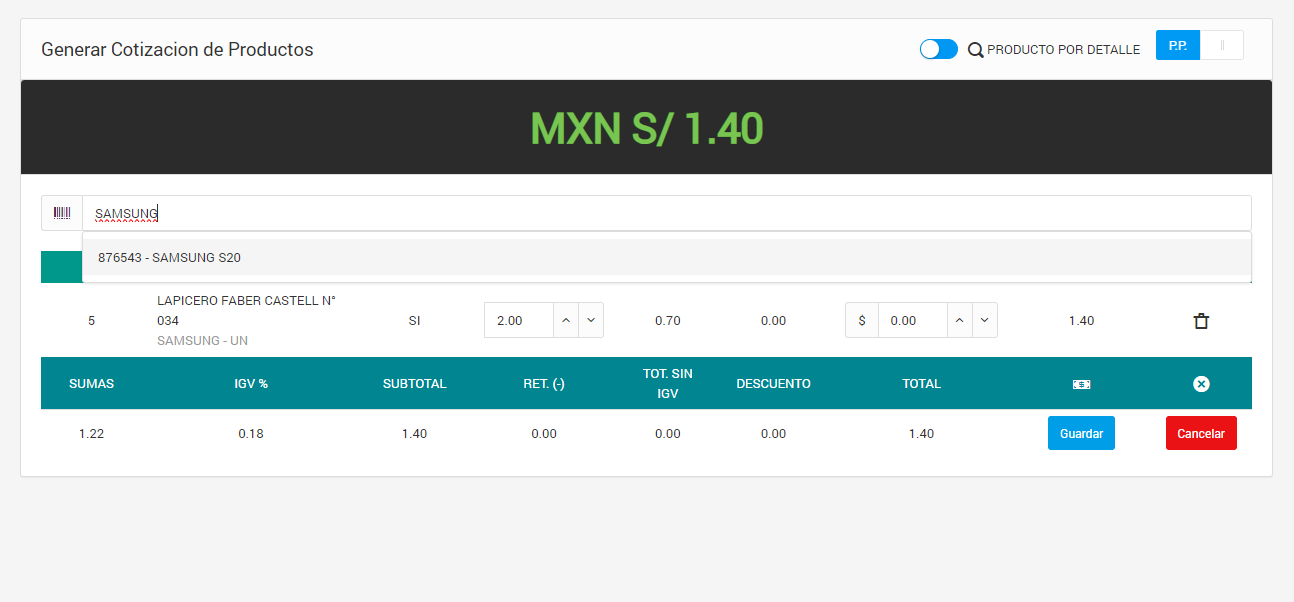 Generar Cotizacion de Productos
PRODUCTO POR DETALLE
P.P.
MXN S/ 1.40
SAMSUNG
876543 - SAMSUNG S20
5 LAPICERO FABER CASTELL N° 034 SI 2.00 0.70 0.00 $ 0.00 1.40
SAMSUNG - UN
SUMAS IGV % SUBTOTAL RET. (-) TOT. SIN IGV DESCUENTO TOTAL
1.22 0.18 1.40 0.00 0.00 0.00 1.40 Guardar Cancelar